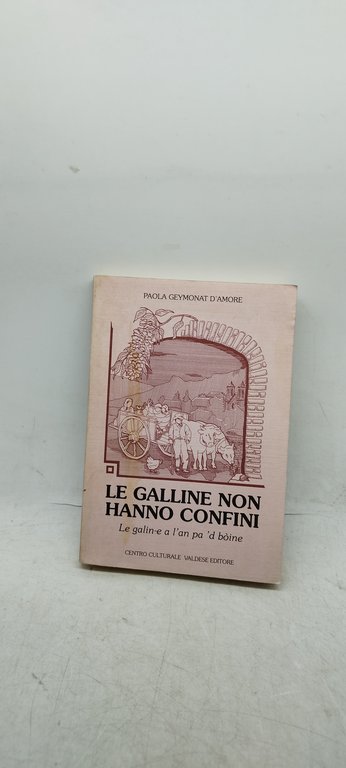 PAOLA GEYMONAT D'AMORE
LE GALLINE NON
HANNO CONFINI
Le galin-e a l'an pa 'd bòine
CENTRO CULTURALE VALDESE EDITORE